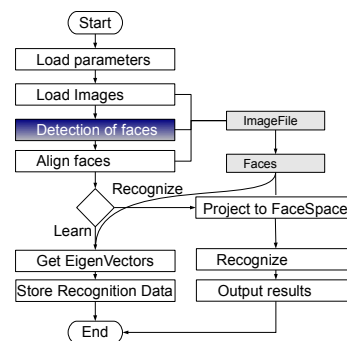 Start
Load parameters
Load Images
Detection of faces
ImageFile
Align faces
Faces
Recognize
Project to FaceSpace
Learn
Get EigenVectors
Recognize
Store Recognition Data
Output results
End